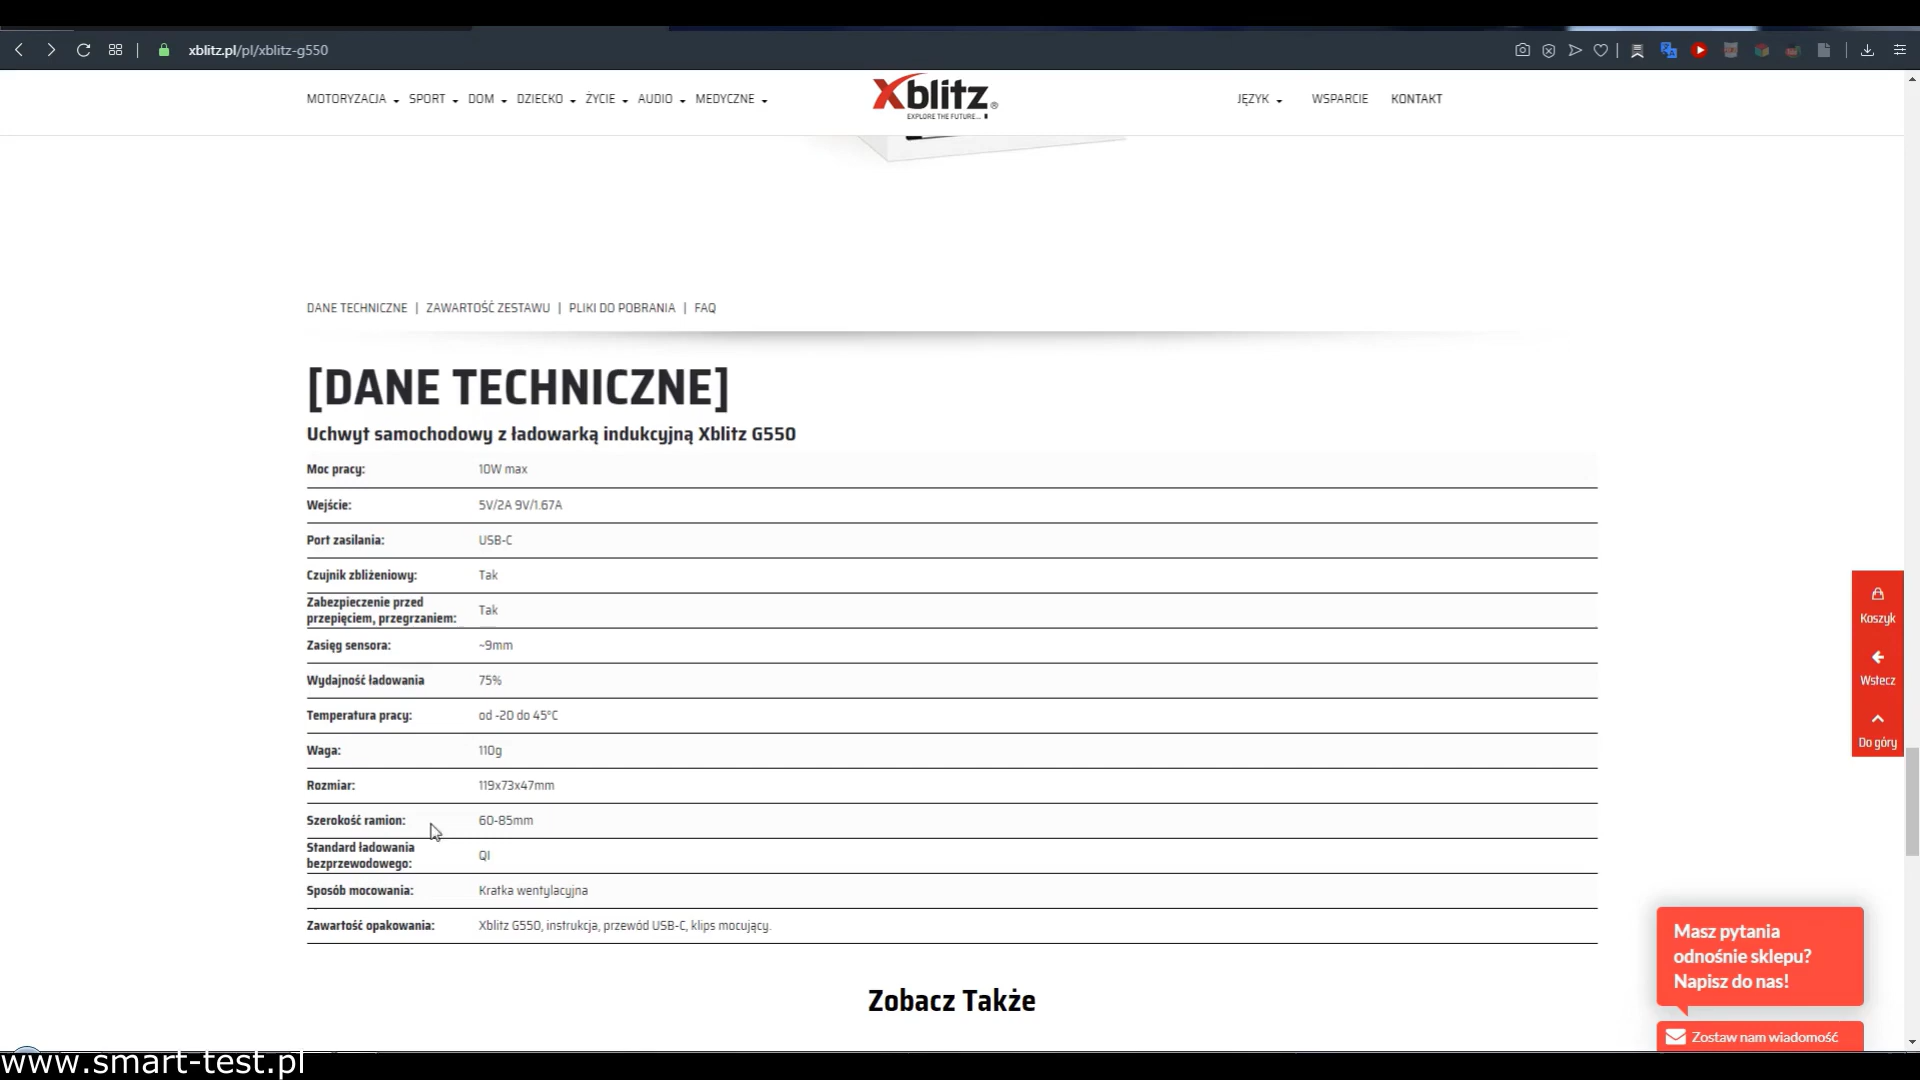 xblitz.pl/pl/xblitz-g550
MOTORYZACJA SPORT DOM DZIECKO ŻYCIE AUDIO MEDYCZNE
Xblitz®
EXPLORE THE FUTURE...
JĘZYK WSPARCIE KONTAKT
DANE TECHNICZNE | ZAWARTOŚĆ ZESTAWU | PLIKI DO POBRANIA | FAQ
[DANE TECHNICZNE]
Uchwyt samochodowy z ładowarką indukcyjną Xblitz G550
Moc pracy: 10W max
Wejście: 5V/2A 9V/1.67A
Port zasilania: USB-C
Czujnik zbliżeniowy: Tak
Zabezpieczenie przed
przepięciem, przegrzaniem: Tak
Zasięg sensora: ~9mm
Wydajność ładowania 75%
Temperatura pracy: od -20 do 45°C
Waga: 110g
Rozmiar: 119x73x47mm
Szerokość ramion: 60-85mm
Standard ładowania
bezprzewodowego: QI
Sposób mocowania: Kratka wentylacyjna
Zawartość opakowania: Xblitz G550, instrukcja, przewód USB-C, klips mocujący.
Zobacz Także
Koszyk
Wstecz
Do góry
Masz pytania
odnośnie sklepu?
Napisz do nas!
Zostaw nam wiadomość
www.smart-test.pl